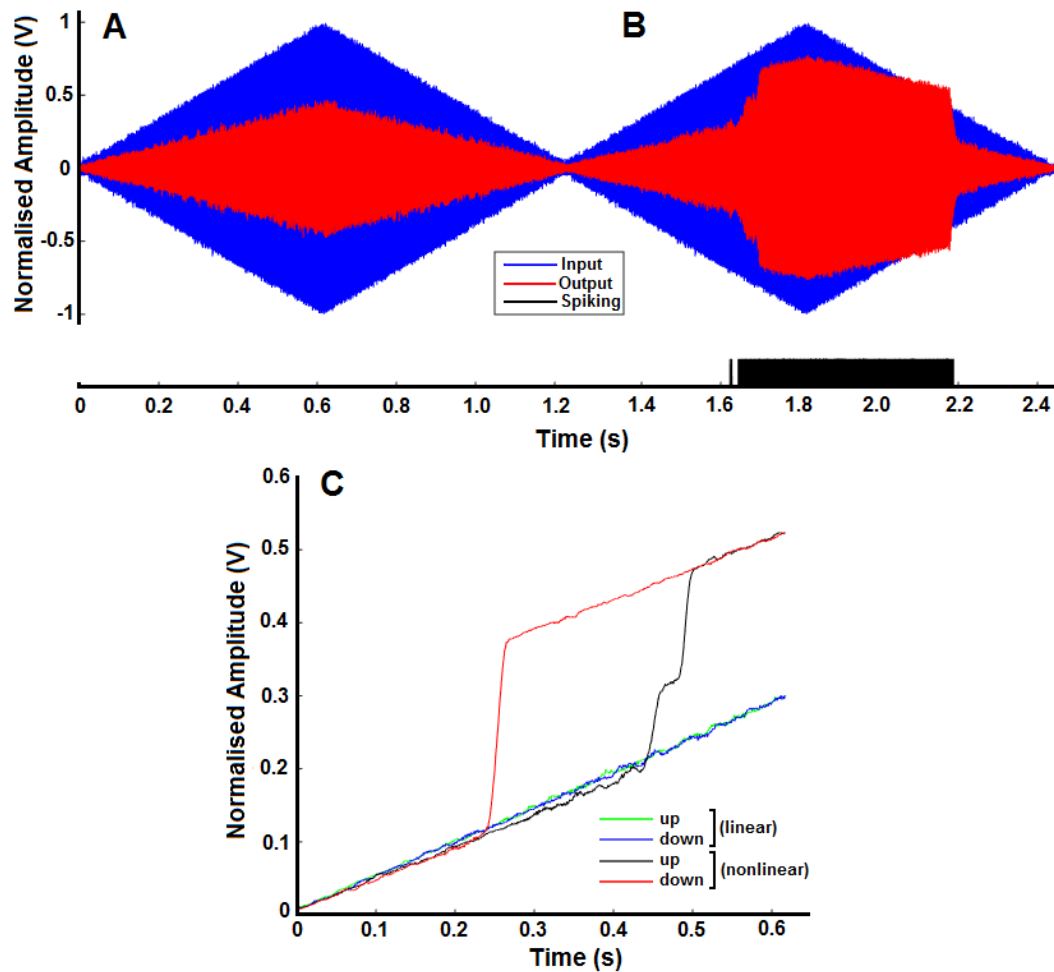 A
B
Normalised Amplitude (V)
1
0.5
0
-0.5
-1
Input
Output
Spiking
0 0.2 0.4 0.6 0.8 1 1.2 1.4 1.6 1.8 2.0 2.2 2.4
Time (s)
C
Normalised Amplitude (V)
0.6
0.5
0.4
0.3
0.2
0.1
0
up
down
(linear)
up
down
(nonlinear)
0 0.1 0.2 0.3 0.4 0.5 0.6
Time (s)